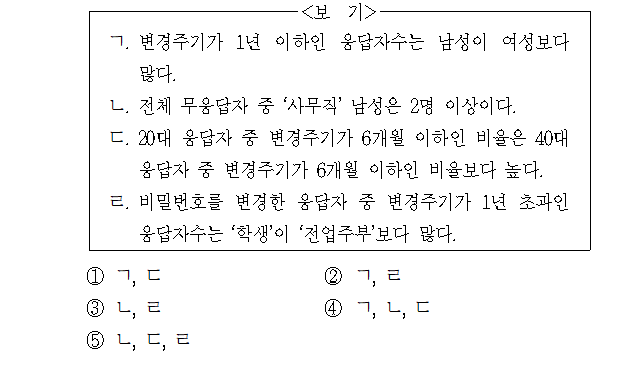 <보 기>
ㄱ. 변경주기가 1년 이하인 응답자수는 남성이 여성보다
많다.
ㄴ. 전체 무응답자 중 '사무직' 남성은 2명 이상이다.
ㄷ. 20대 응답자 중 변경주기가 6개월 이하인 비율은 40대
응답자 중 변경주기가 6개월 이하인 비율보다 높다.
ㄹ. 비밀번호를 변경한 응답자 중 변경주기가 1년 초과인
응답자수는 '학생'이 '전업주부'보다 많다.
① ㄱ, ㄷ ② ㄱ, ㄹ
③ ㄴ, ㄹ ④ ㄱ, ㄴ, ㄷ
⑤ ㄴ, ㄷ, ㄹ